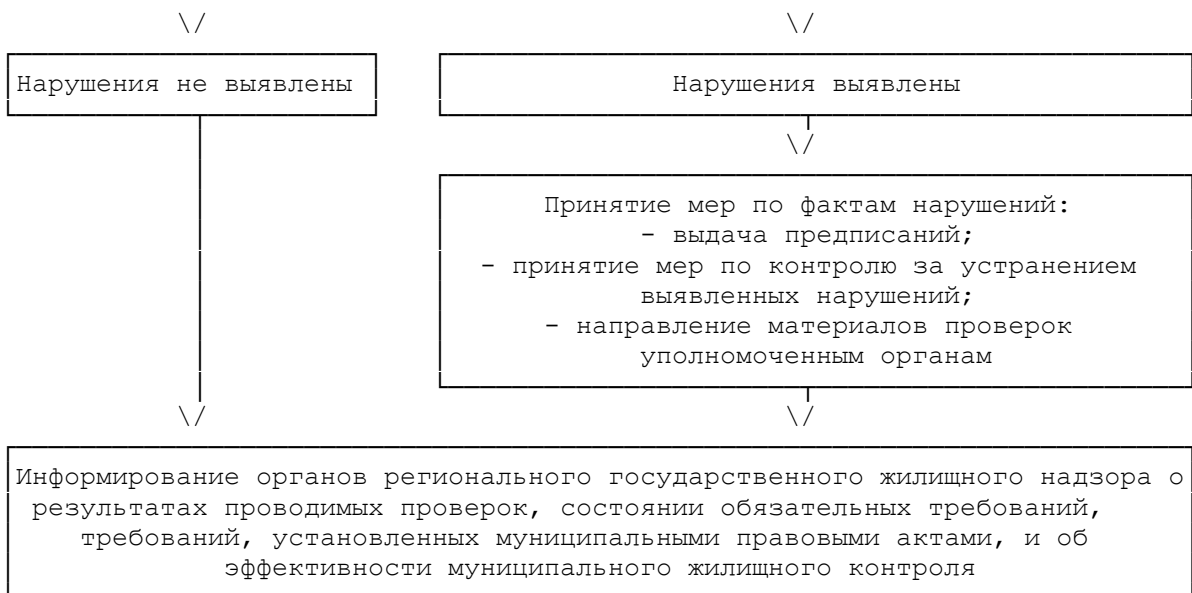 Нарушения не выявлены
Нарушения выявлены
Принятие мер по фактам нарушений:
- выдача предписаний;
- принятие мер по контролю за устранением
выявленных нарушений;
- направление материалов проверок
уполномоченным органам
Информирование органов регионального государственного жилищного надзора о
результатах проводимых проверок, состоянии обязательных требований,
требований, установленных муниципальными правовыми актами, и об
эффективности муниципального жилищного контроля